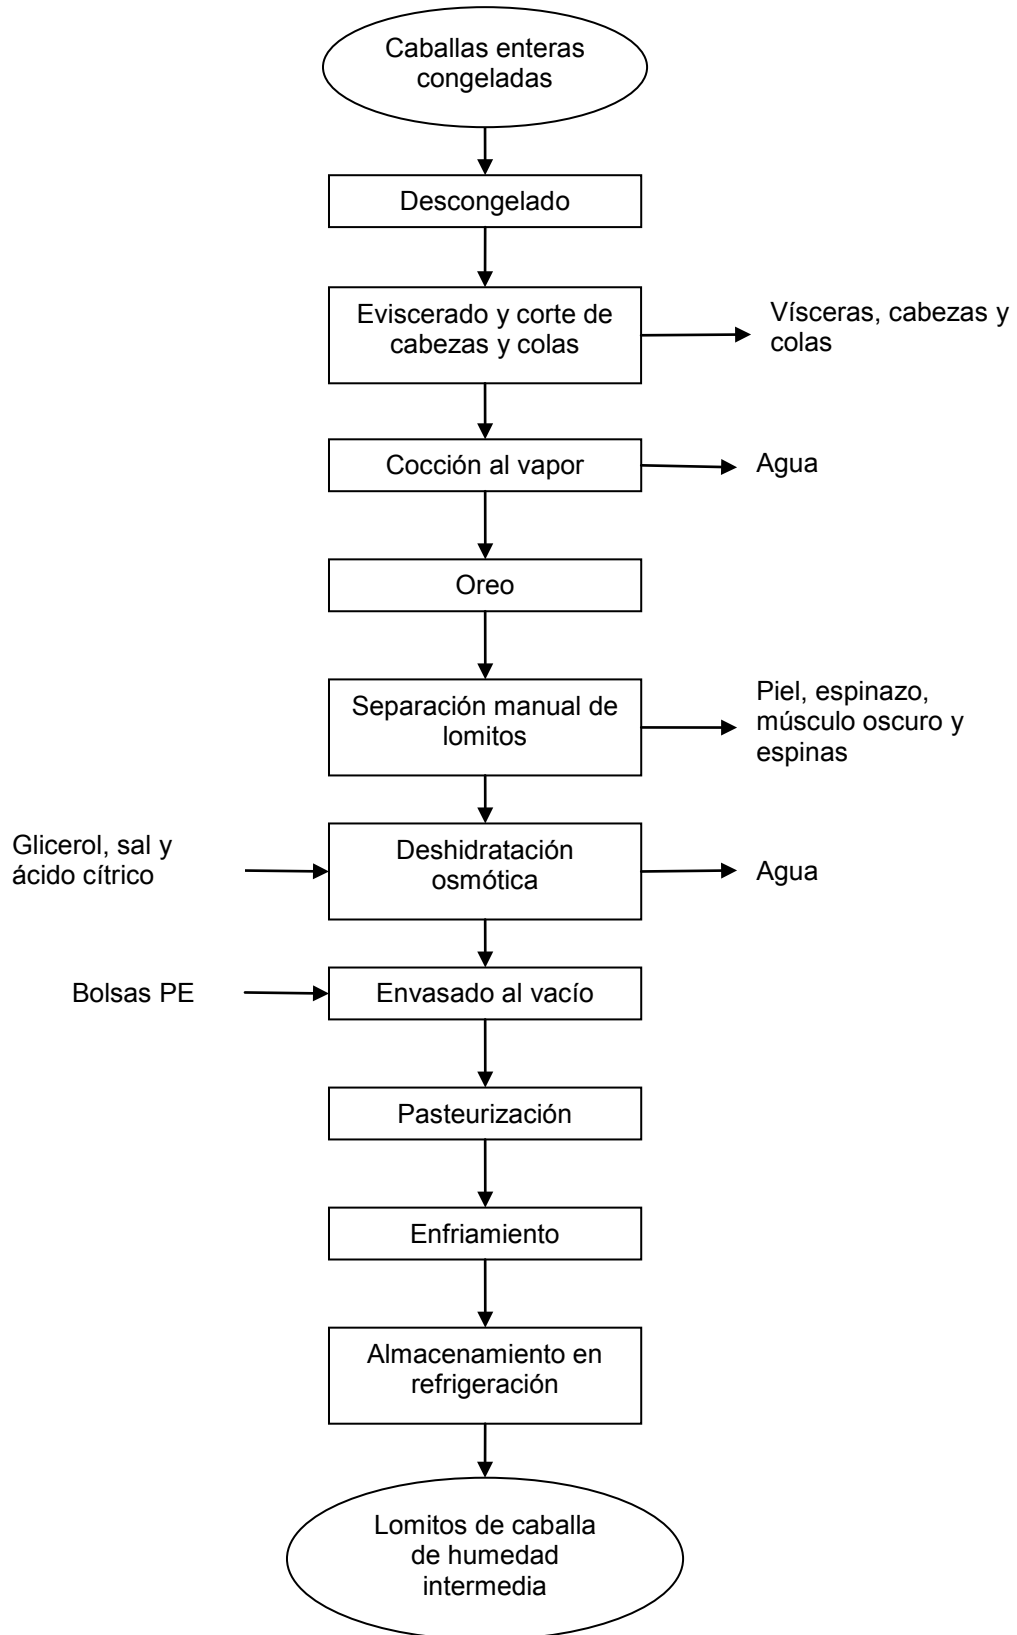 Caballas enteras
congeladas
Descongelado
Eviscerado y corte de
cabezas y colas
Vísceras, cabezas y
colas
Cocción al vapor
Agua
Oreo
Separación manual de
lomitos
Piel, espinazo,
músculo oscuro y
espinas
Glicerol, sal y
ácido cítrico
Deshidratación
osmótica
Agua
Bolsas PE
Envasado al vacío
Pasteurización
Enfriamiento
Almacenamiento en
refrigeración
Lomitos de caballa
de humedad
intermedia